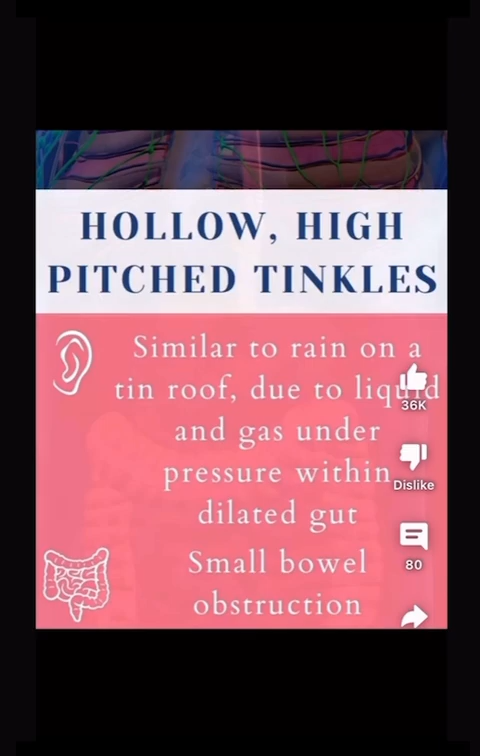 HOLLOW, HIGH
PITCHED TINKLES
Similar to rain on a
tin roof, due to liquid
and gas under
pressure within
dilated gut
Small bowel
obstruction
36K
Dislike
80